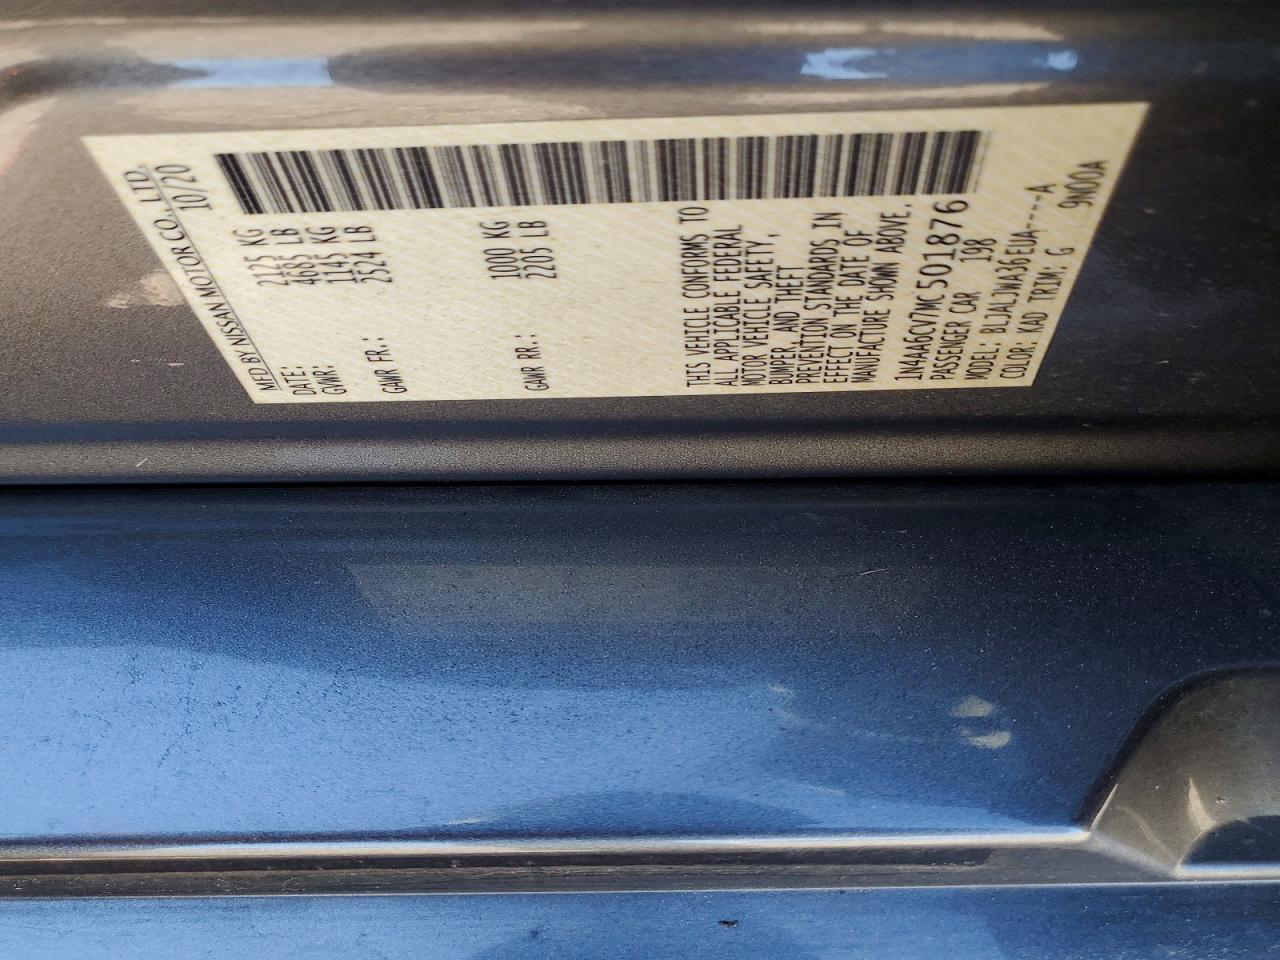 MFD BY NISSAN MOTOR CO., LTD.
DATE: 10/20
GVWR: 2125 KG
4685 LB
GAWR FR.: 1145 KG
2524 LB
GAWR RR.: 1000 KG
2205 LB
THIS VEHICLE CONFORMS TO
ALL APPLICABLE FEDERAL
MOTOR VEHICLE SAFETY,
BUMPER, AND THEFT
PREVENTION STANDARDS IN
EFFECT ON THE DATE OF
MANUFACTURE SHOWN ABOVE.
1N4AA6CV7MC501876
PASSENGER CAR 198
MODEL: BLJALJWA36EUA----A
COLOR: KAD TRIM: G 9N00A